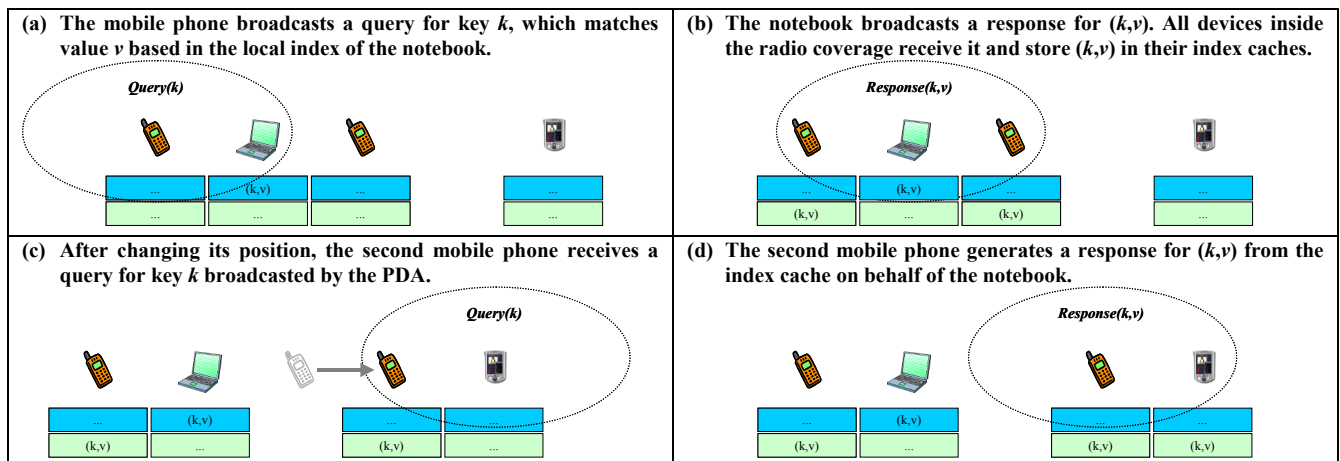 (a) The mobile phone broadcasts a query for key k, which matches
value v based in the local index of the notebook.
Query(k)
... (k,v) ... ...
... ... ... ...
(b) The notebook broadcasts a response for (k,v). All devices inside
the radio coverage receive it and store (k,v) in their index caches.
Response(k,v)
... (k,v) ... ...
(k,v) ... (k,v) ...
(c) After changing its position, the second mobile phone receives a
query for key k broadcasted by the PDA.
Query(k)
... (k,v) ... ...
(k,v) ... (k,v) ...
(d) The second mobile phone generates a response for (k,v) from the
index cache on behalf of the notebook.
Response(k,v)
... (k,v) ... ...
(k,v) ... (k,v) (k,v)